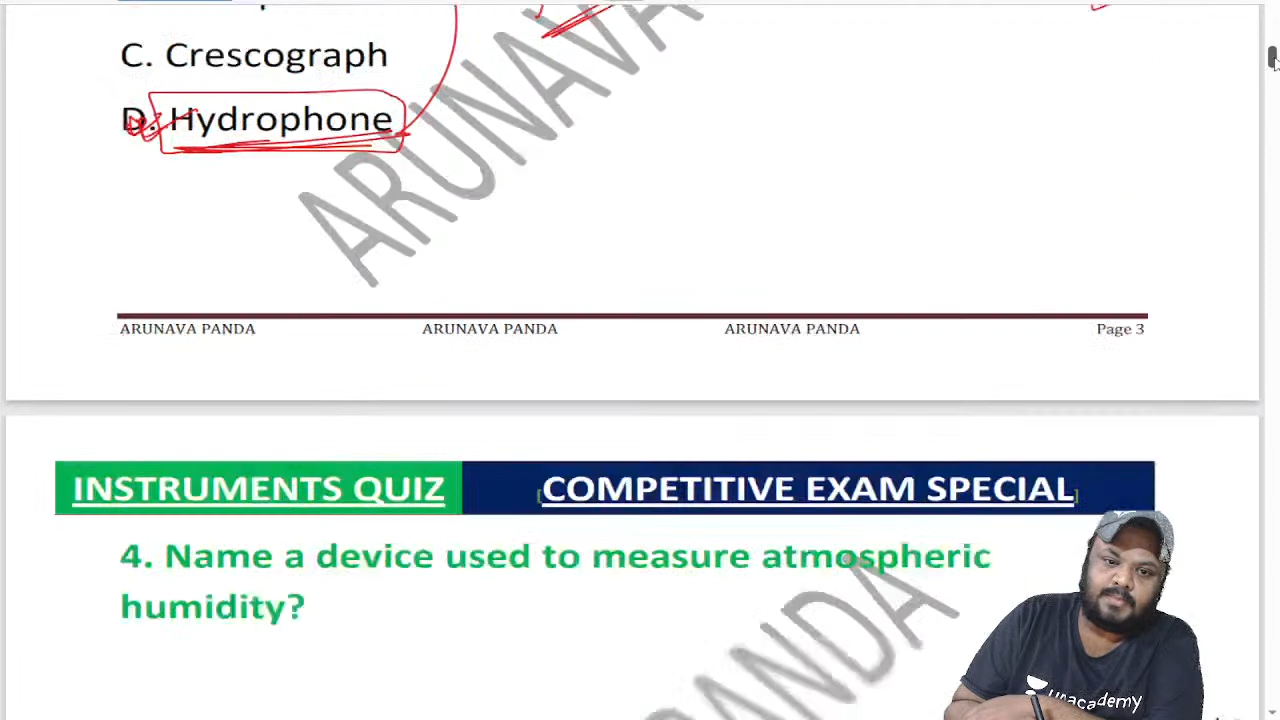 C. Crescograph
D. Hydrophone
ARUNAVA
ARUNAVA PANDA ARUNAVA PANDA ARUNAVA PANDA Page 3
INSTRUMENTS QUIZ [COMPETITIVE EXAM SPECIAL]
4. Name a device used to measure atmospheric
humidity?
PANDA
unacademy